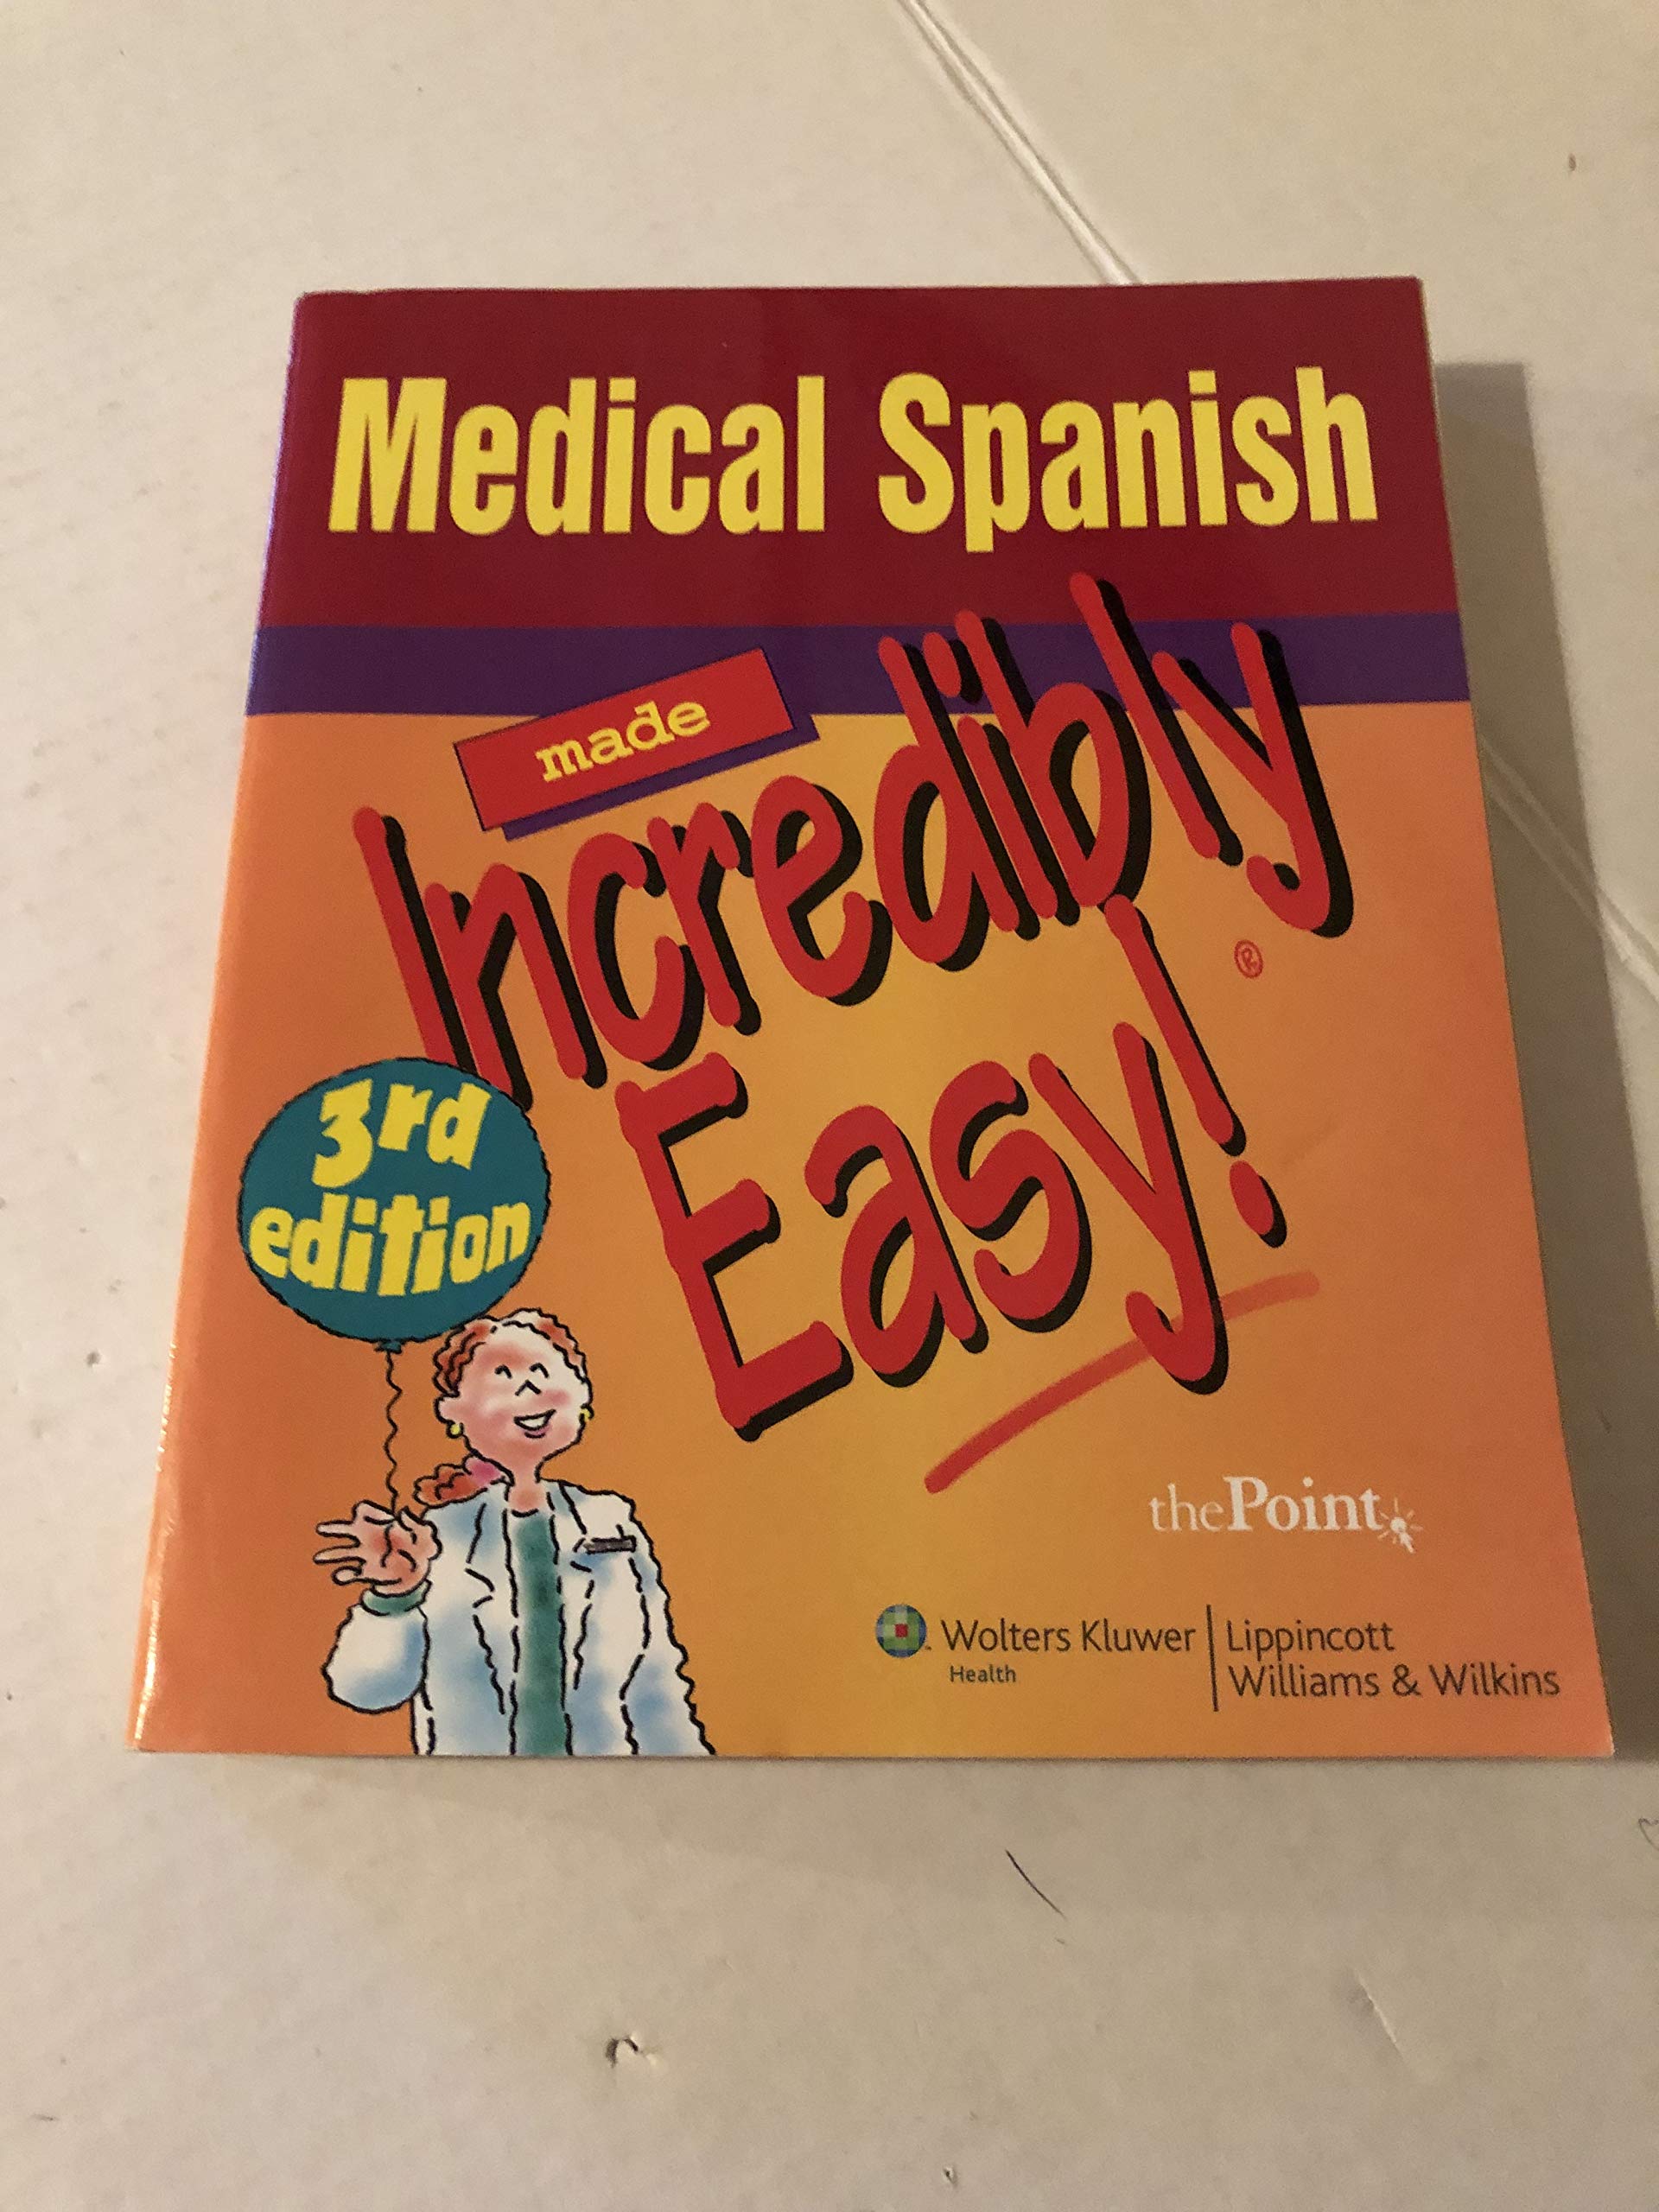 Medical Spanish
made
Incredibly
Easy!
®
3rd
edition
thePoint
Wolters Kluwer
Health
Lippincott
Williams & Wilkins